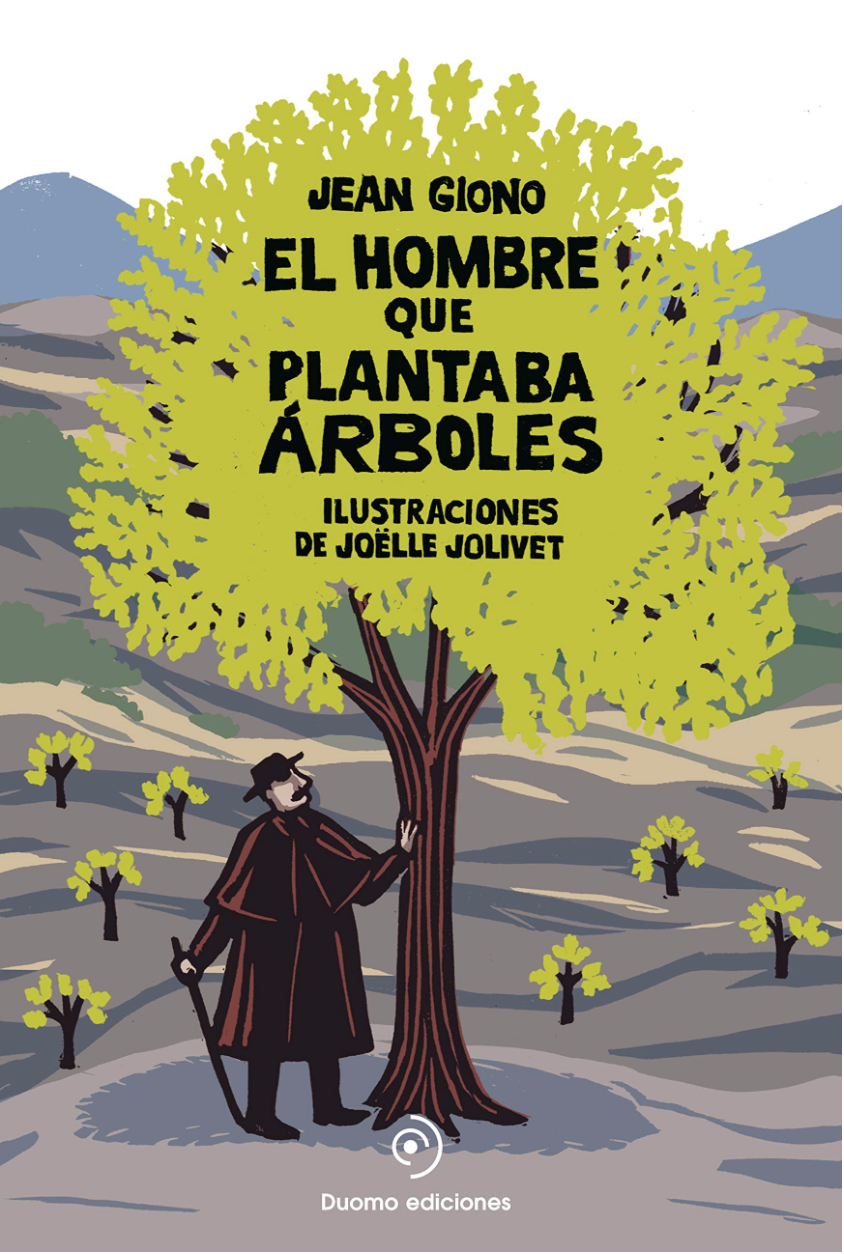 JEAN GIONO
EL HOMBRE
QUE
PLANTABA
ÁRBOLES
ILUSTRACIONES
DE JOËLLE JOLIVET
Duomo ediciones